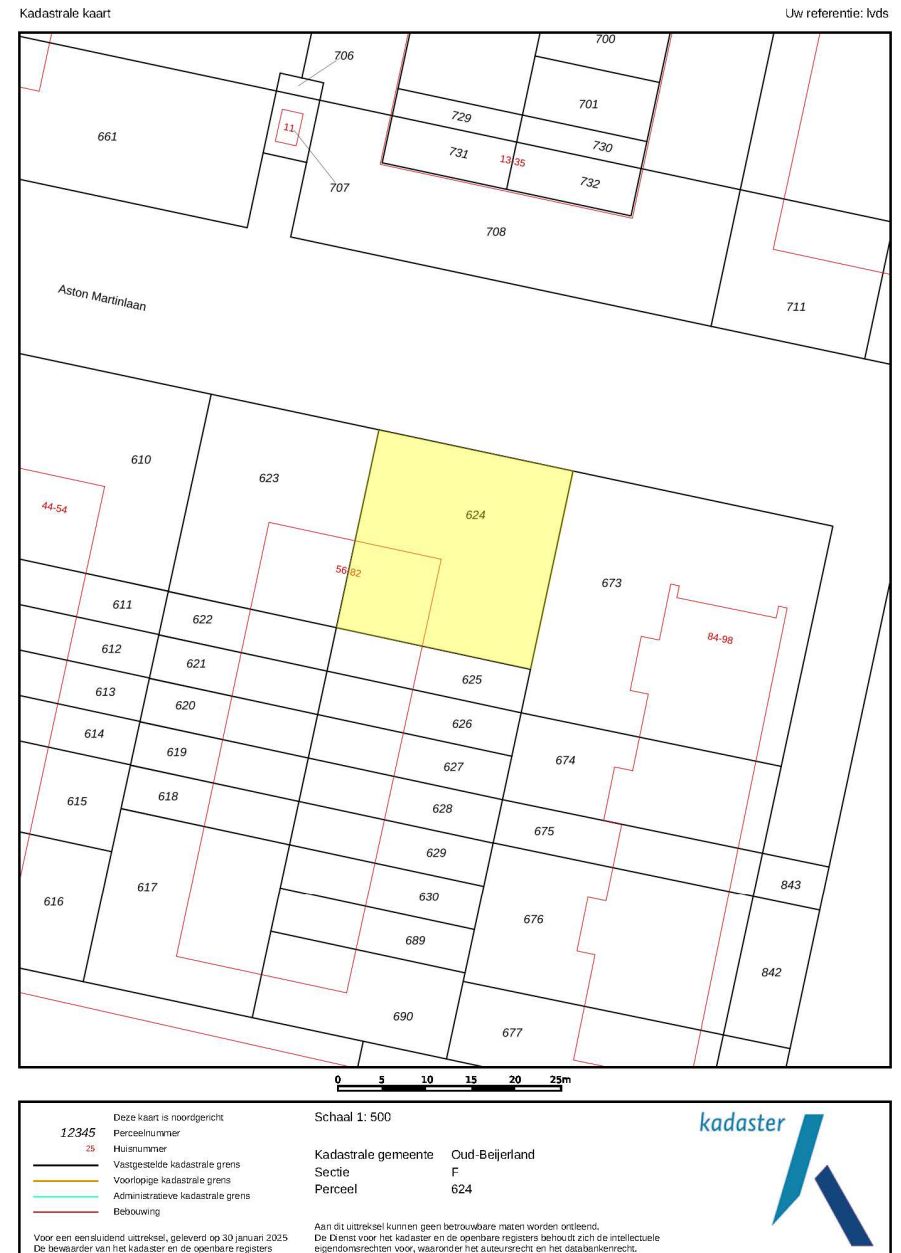 Kadastrale kaart
Uw referentie: lvds
700
706
701
729
11
661
730
731
13-35
732
707
708
711
Aston Martinlaan
610
623
44-54
624
56-82
673
611
622
84-98
612
621
625
613
620
626
614
619
627
674
615
618
628
675
629
617
843
616
630
676
689
842
690
677
0 5 10 15 20 25m
Deze kaart is noordgericht
12345 Perceelnummer
25 Huisnummer
Vastgestelde kadastrale grens
Voorlopige kadastrale grens
Administratieve kadastrale grens
Bebouwing
Voor een eensluidend uittreksel, geleverd op 30 januari 2025
De bewaarder van het kadaster en de openbare registers
Schaal 1: 500
Kadastrale gemeente Oud-Beijerland
Sectie F
Perceel 624
Aan dit uittreksel kunnen geen betrouwbare maten worden ontleend.
De Dienst voor het kadaster en de openbare registers behoudt zich de intellectuele
eigendomsrechten voor, waaronder het auteursrecht en het databankenrecht.
kadaster